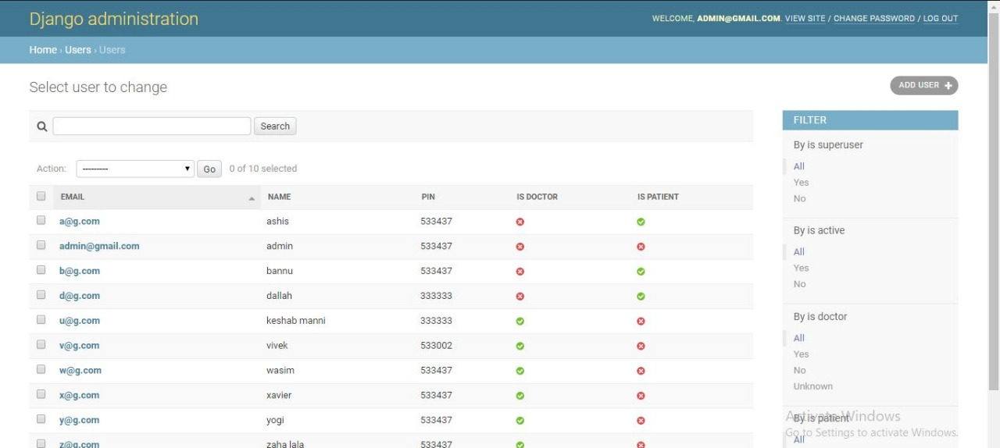 Django administration
WELCOME, ADMIN@GMAIL.COM. VIEW SITE / CHANGE PASSWORD / LOG OUT
Home › Users › Users
Select user to change
ADD USER +
Search
FILTER
By is superuser
All
Yes
No
Action: --------- Go 0 of 10 selected
EMAIL NAME PIN IS DOCTOR IS PATIENT
a@g.com ashis 533437
admin@gmail.com admin 533437
b@g.com bannu 533437
d@g.com dallah 333333
u@g.com keshab manni 333333
v@g.com vivek 533002
w@g.com wasim 533437
x@g.com xavier 533437
y@g.com yogi 533437
z@g.com zaha lala 533437
By is active
All
Yes
No
By is doctor
All
Yes
No
Unknown
By is patient
All
Activate Windows
Go to Settings to activate Windows.